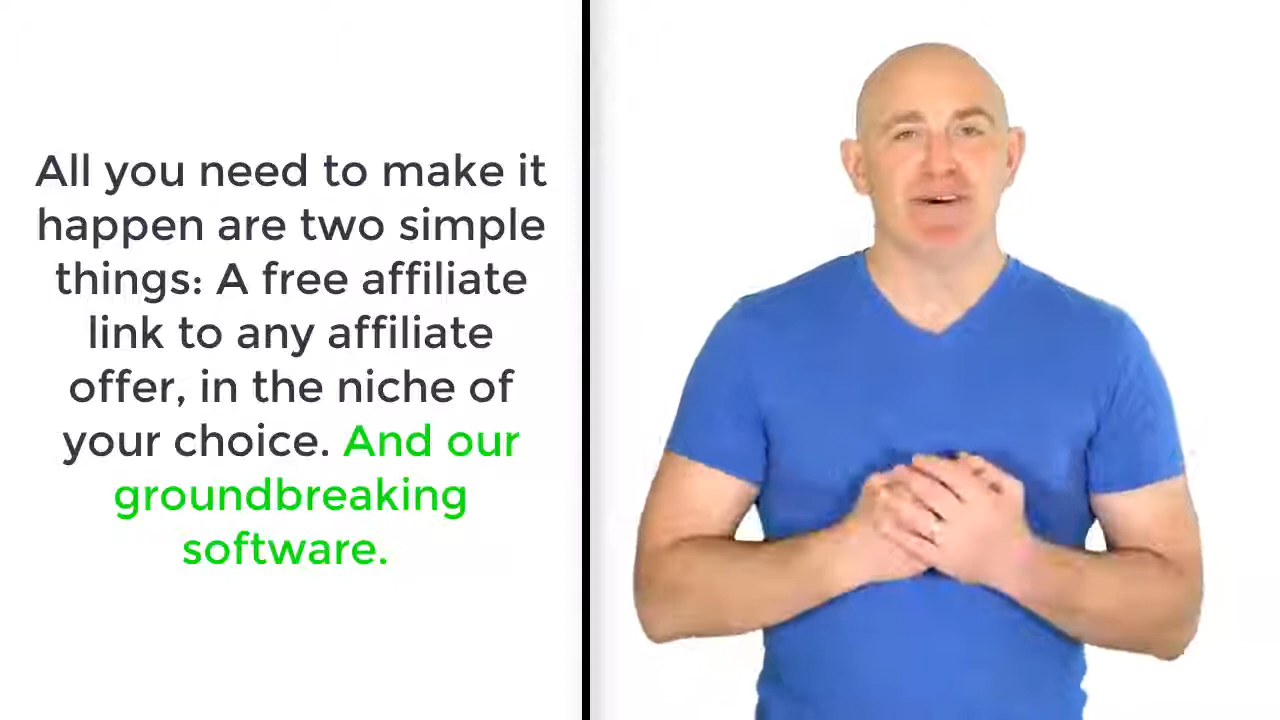 All you need to make it
happen are two simple
things: A free affiliate
link to any affiliate
offer, in the niche of
your choice. And our
groundbreaking
software.